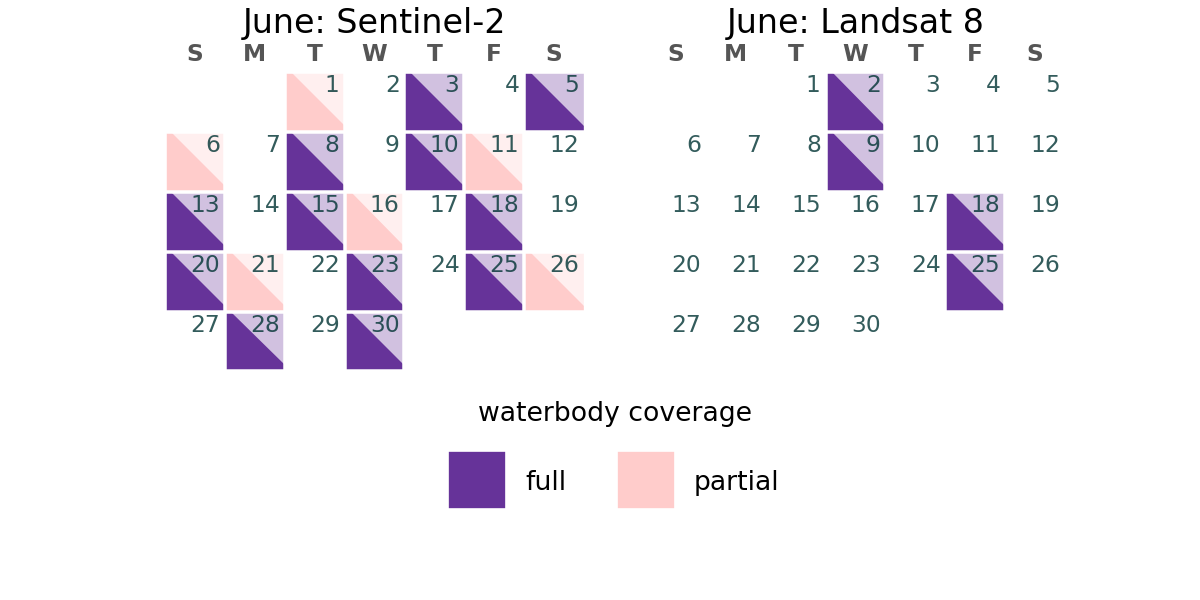 June: Sentinel-2
S M T W T F S
1 2 3 4 5
6 7 8 9 10 11 12
13 14 15 16 17 18 19
20 21 22 23 24 25 26
27 28 29 30
June: Landsat 8
S M T W T F S
1 2 3 4 5
6 7 8 9 10 11 12
13 14 15 16 17 18 19
20 21 22 23 24 25 26
27 28 29 30
waterbody coverage
full
partial